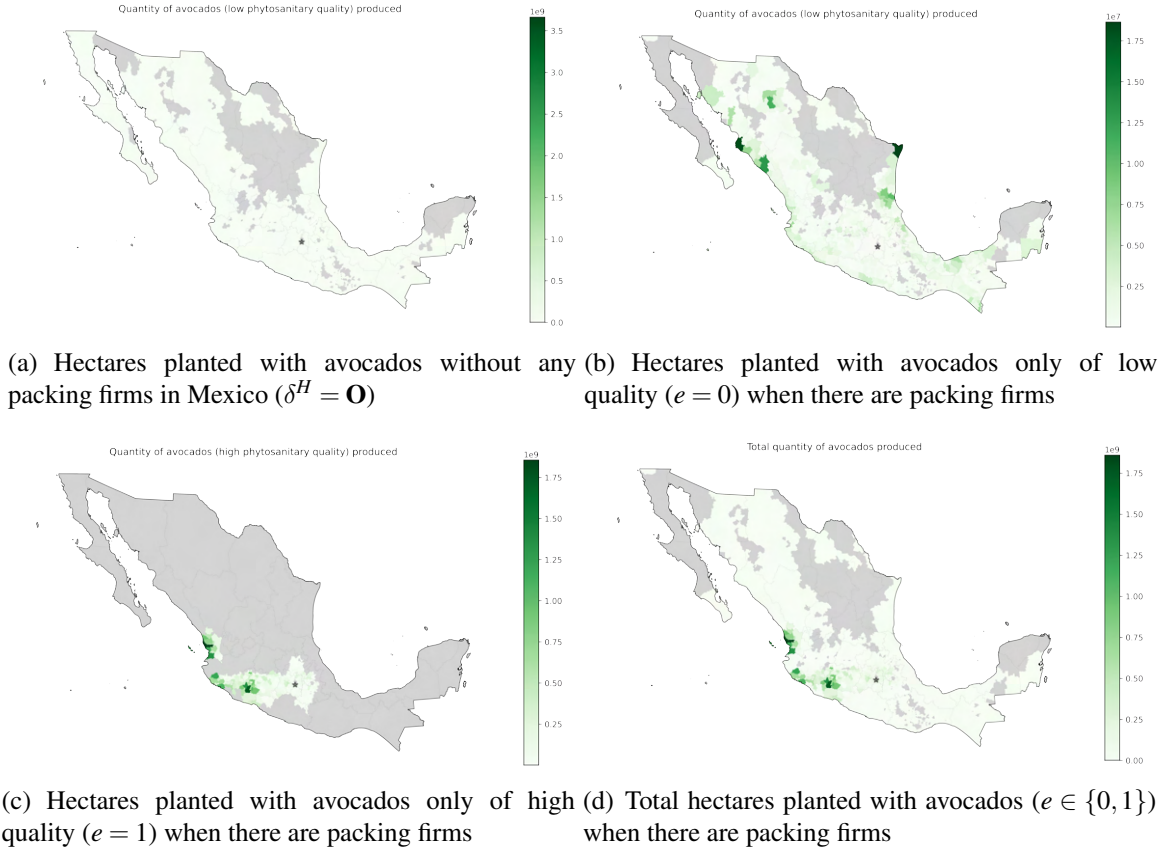 Quantity of avocados (low phytosanitary quality) produced
1e9
3.5
3.0
2.5
2.0
1.5
1.0
0.5
0.0
(a) Hectares planted with avocados without any
packing firms in Mexico (δ^H = O)
Quantity of avocados (low phytosanitary quality) produced
1e7
1.75
1.50
1.25
1.00
0.75
0.50
0.25
(b) Hectares planted with avocados only of low
quality (e = 0) when there are packing firms
Quantity of avocados (high phytosanitary quality) produced
1e9
1.75
1.50
1.25
1.00
0.75
0.50
0.25
(c) Hectares planted with avocados only of high
quality (e = 1) when there are packing firms
Total quantity of avocados produced
1e9
1.75
1.50
1.25
1.00
0.75
0.50
0.25
0.00
(d) Total hectares planted with avocados (e ∈ {0,1})
when there are packing firms